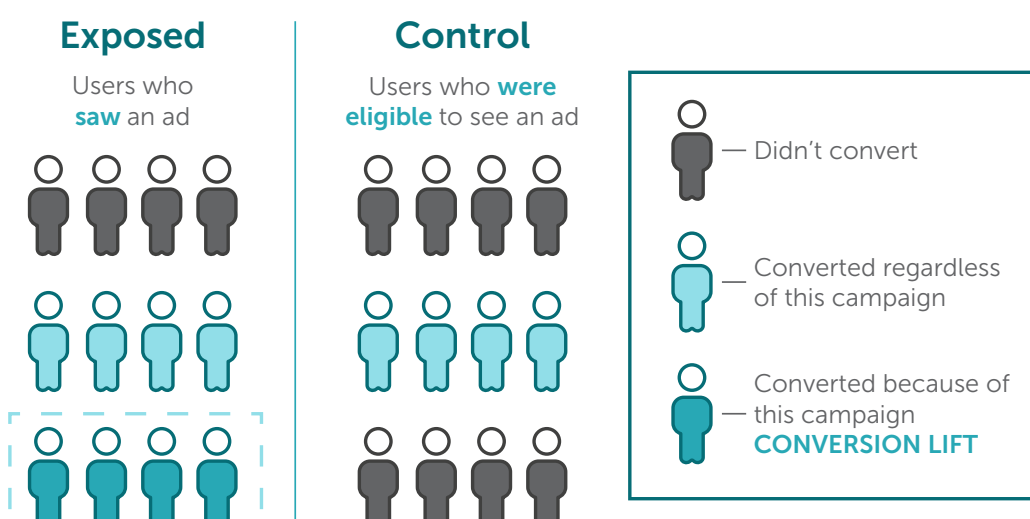 Exposed
Users who
saw an ad
Control
Users who were
eligible to see an ad
Didn't convert
Converted regardless
of this campaign
Converted because of
this campaign
CONVERSION LIFT